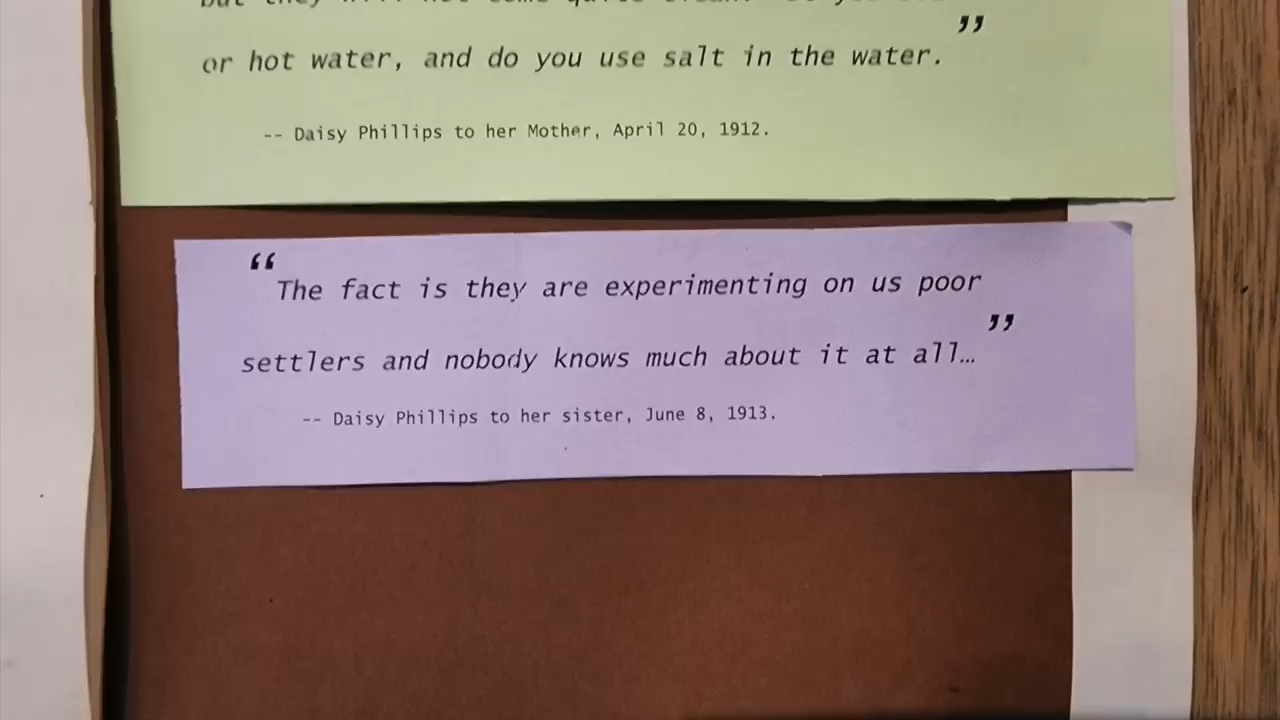 or hot water, and do you use salt in the water.”
-- Daisy Phillips to her Mother, April 20, 1912.
“The fact is they are experimenting on us poor
settlers and nobody knows much about it at all…”
-- Daisy Phillips to her sister, June 8, 1913.